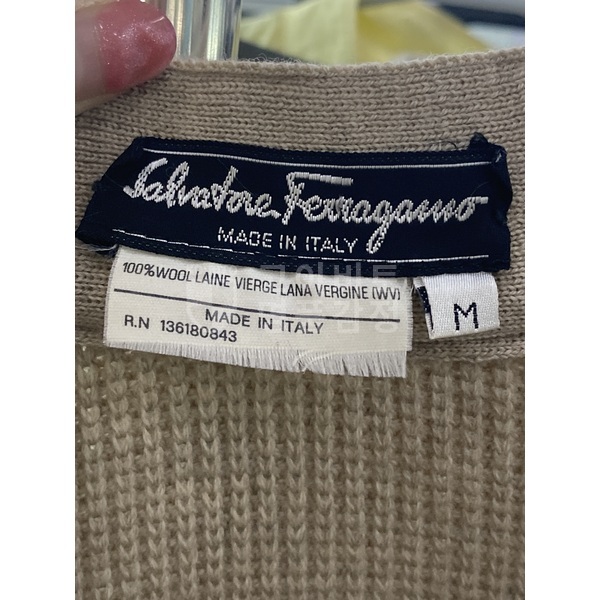 Salvatore Ferragamo
MADE IN ITALY
100%WOOL LAINE VIERGE LANA VERGINE (WV)
MADE IN ITALY
R.N 136180843
M